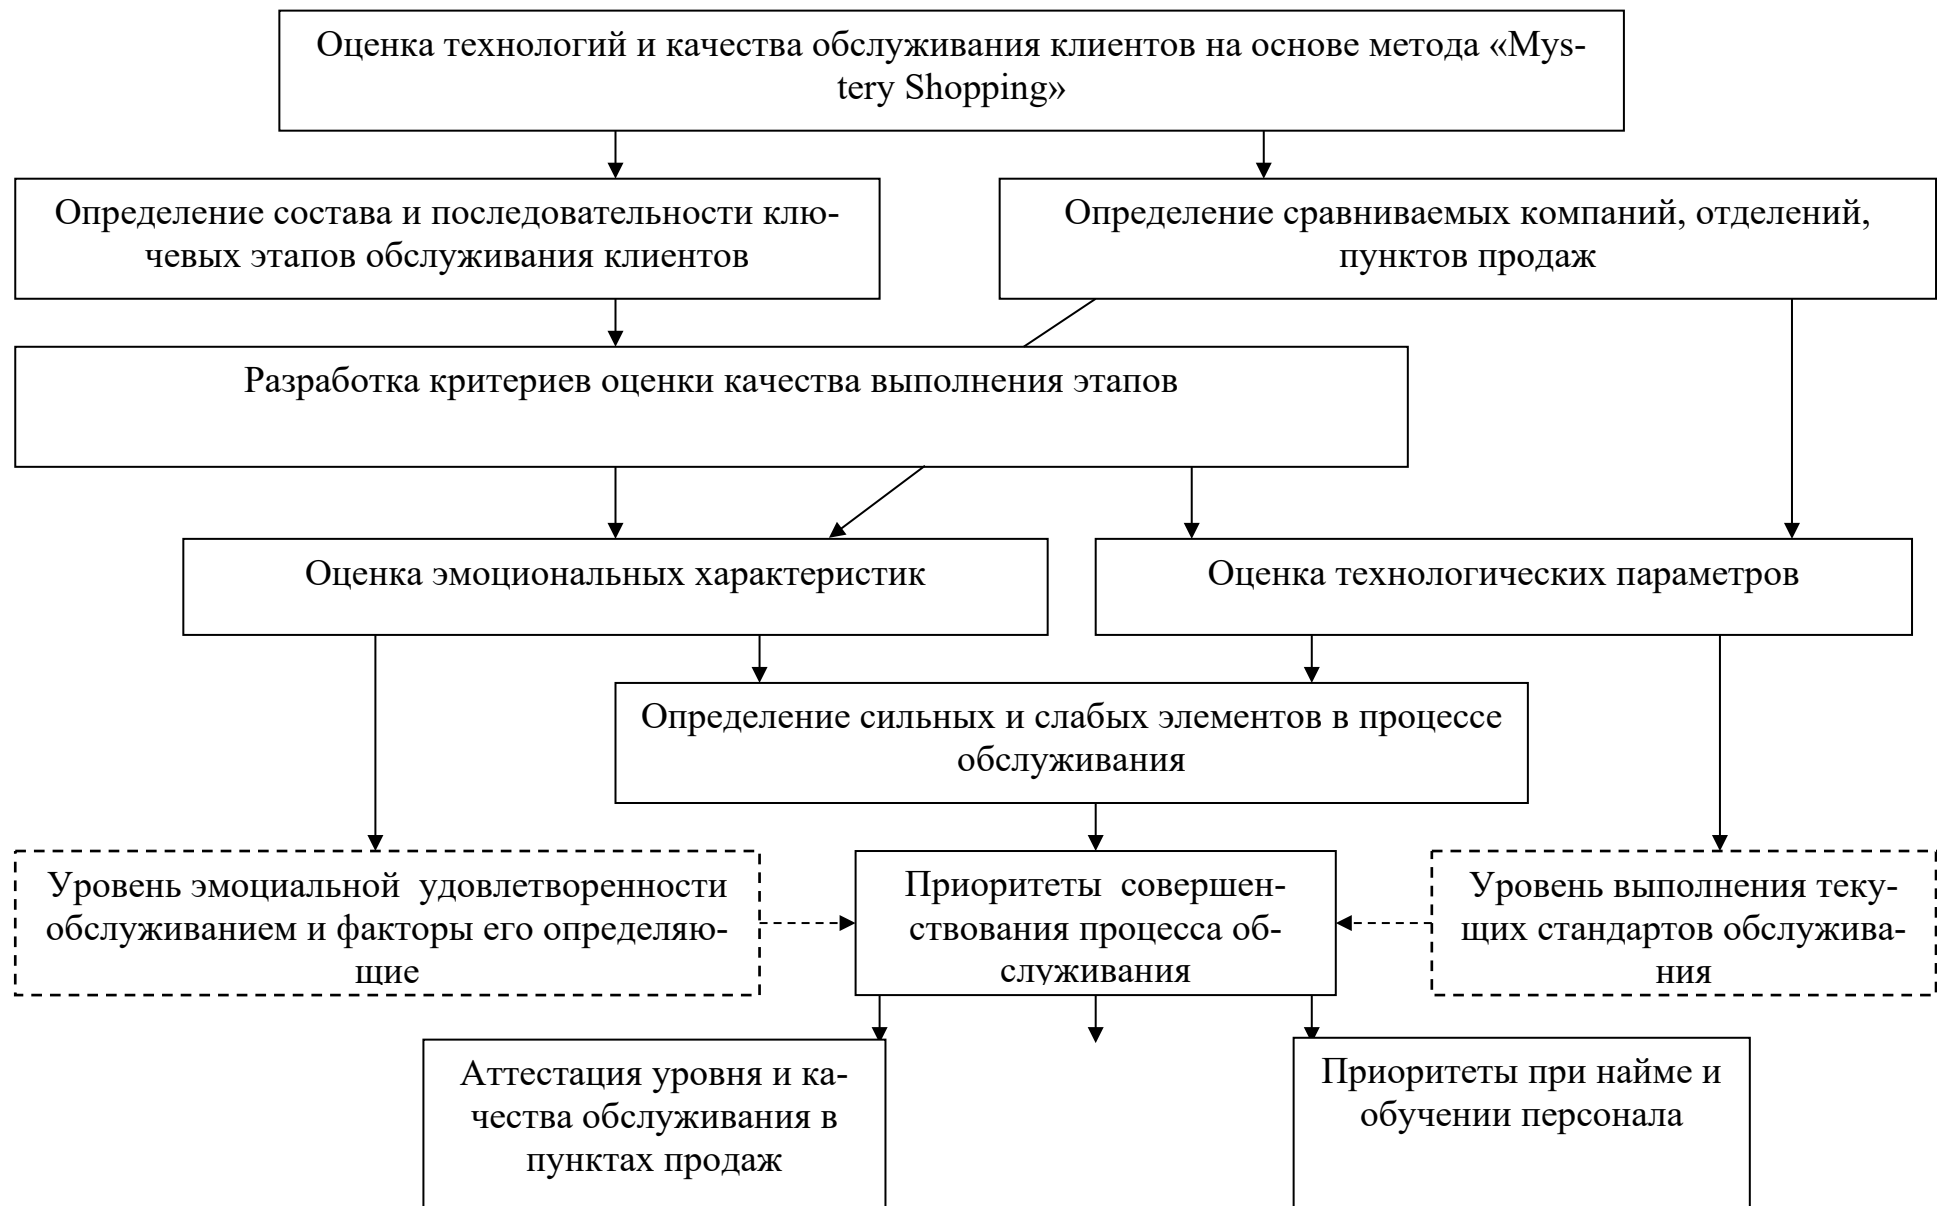 Оценка технологий и качества обслуживания клиентов на основе метода «Mys-
tery Shopping»
Определение состава и последовательности клю-
чевых этапов обслуживания клиентов
Определение сравниваемых компаний, отделений,
пунктов продаж
Разработка критериев оценки качества выполнения этапов
Оценка эмоциональных характеристик
Оценка технологических параметров
Определение сильных и слабых элементов в процессе
обслуживания
Уровень эмоциальной  удовлетворенности
обслуживанием и факторы его определяю-
щие
Приоритеты  совершен-
ствования процесса об-
служивания
Уровень выполнения теку-
щих стандартов обслужива-
ния
Аттестация уровня и ка-
чества обслуживания в
пунктах продаж
Приоритеты при найме и
обучении персонала